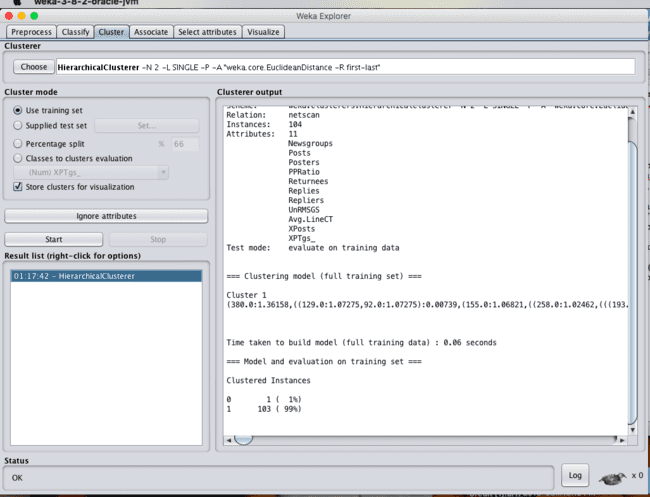 weka-3-8-2-oracle-jvm
Weka Explorer
Preprocess Classify Cluster Associate Select attributes Visualize
Clusterer
Choose HierarchicalClusterer -N 2 -L SINGLE -P -A "weka.core.EuclideanDistance -R first-last"
Cluster mode
Use training set
Supplied test set Set...
Percentage split % 66
Classes to clusters evaluation
(Num) XPTgs_
Store clusters for visualization
Ignore attributes
Start Stop
Result list (right-click for options)
01:17:42 - HierarchicalClusterer
Clusterer output
Relation: netscan
Instances: 104
Attributes: 11
Newsgroups
Posts
Posters
PPRatio
Returnees
Replies
Repliers
UnRMSGS
Avg.LineCT
XPosts
XPTgs_
Test mode: evaluate on training data
=== Clustering model (full training set) ===
Cluster 1
(380.0:1.36158,((129.0:1.07275,92.0:1.07275):0.00739,(155.0:1.06821,((258.0:1.02462,(((193.
Time taken to build model (full training data) : 0.06 seconds
=== Model and evaluation on training set ===
Clustered Instances
0 1 ( 1%)
1 103 ( 99%)
Status
OK
Log
x 0